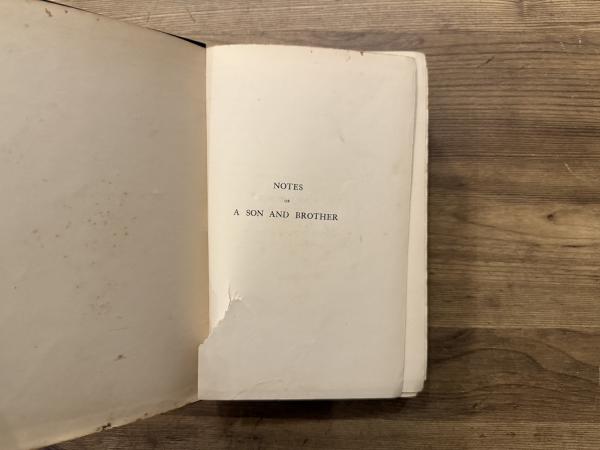 NOTES
OF
A SON AND BROTHER